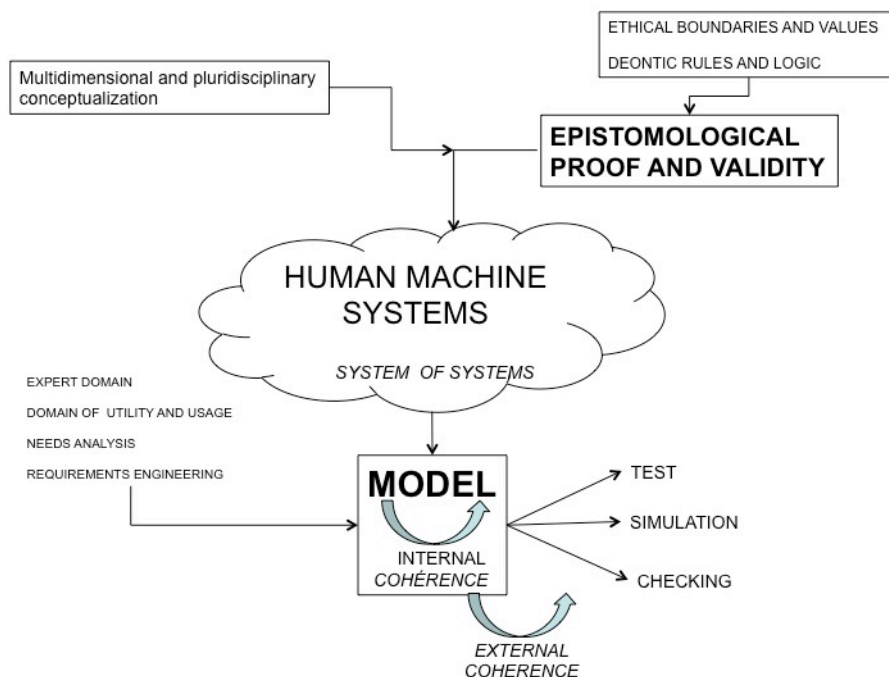 ETHICAL BOUNDARIES AND VALUES
DEONTIC RULES AND LOGIC
Multidimensional and pluridisciplinary
conceptualization
EPISTOMOLOGICAL
PROOF AND VALIDITY
HUMAN MACHINE
SYSTEMS
SYSTEM OF SYSTEMS
EXPERT DOMAIN
DOMAIN OF UTILITY AND USAGE
NEEDS ANALYSIS
REQUIREMENTS ENGINEERING
MODEL
INTERNAL
COHÉRENCE
TEST
SIMULATION
CHECKING
EXTERNAL
COHERENCE